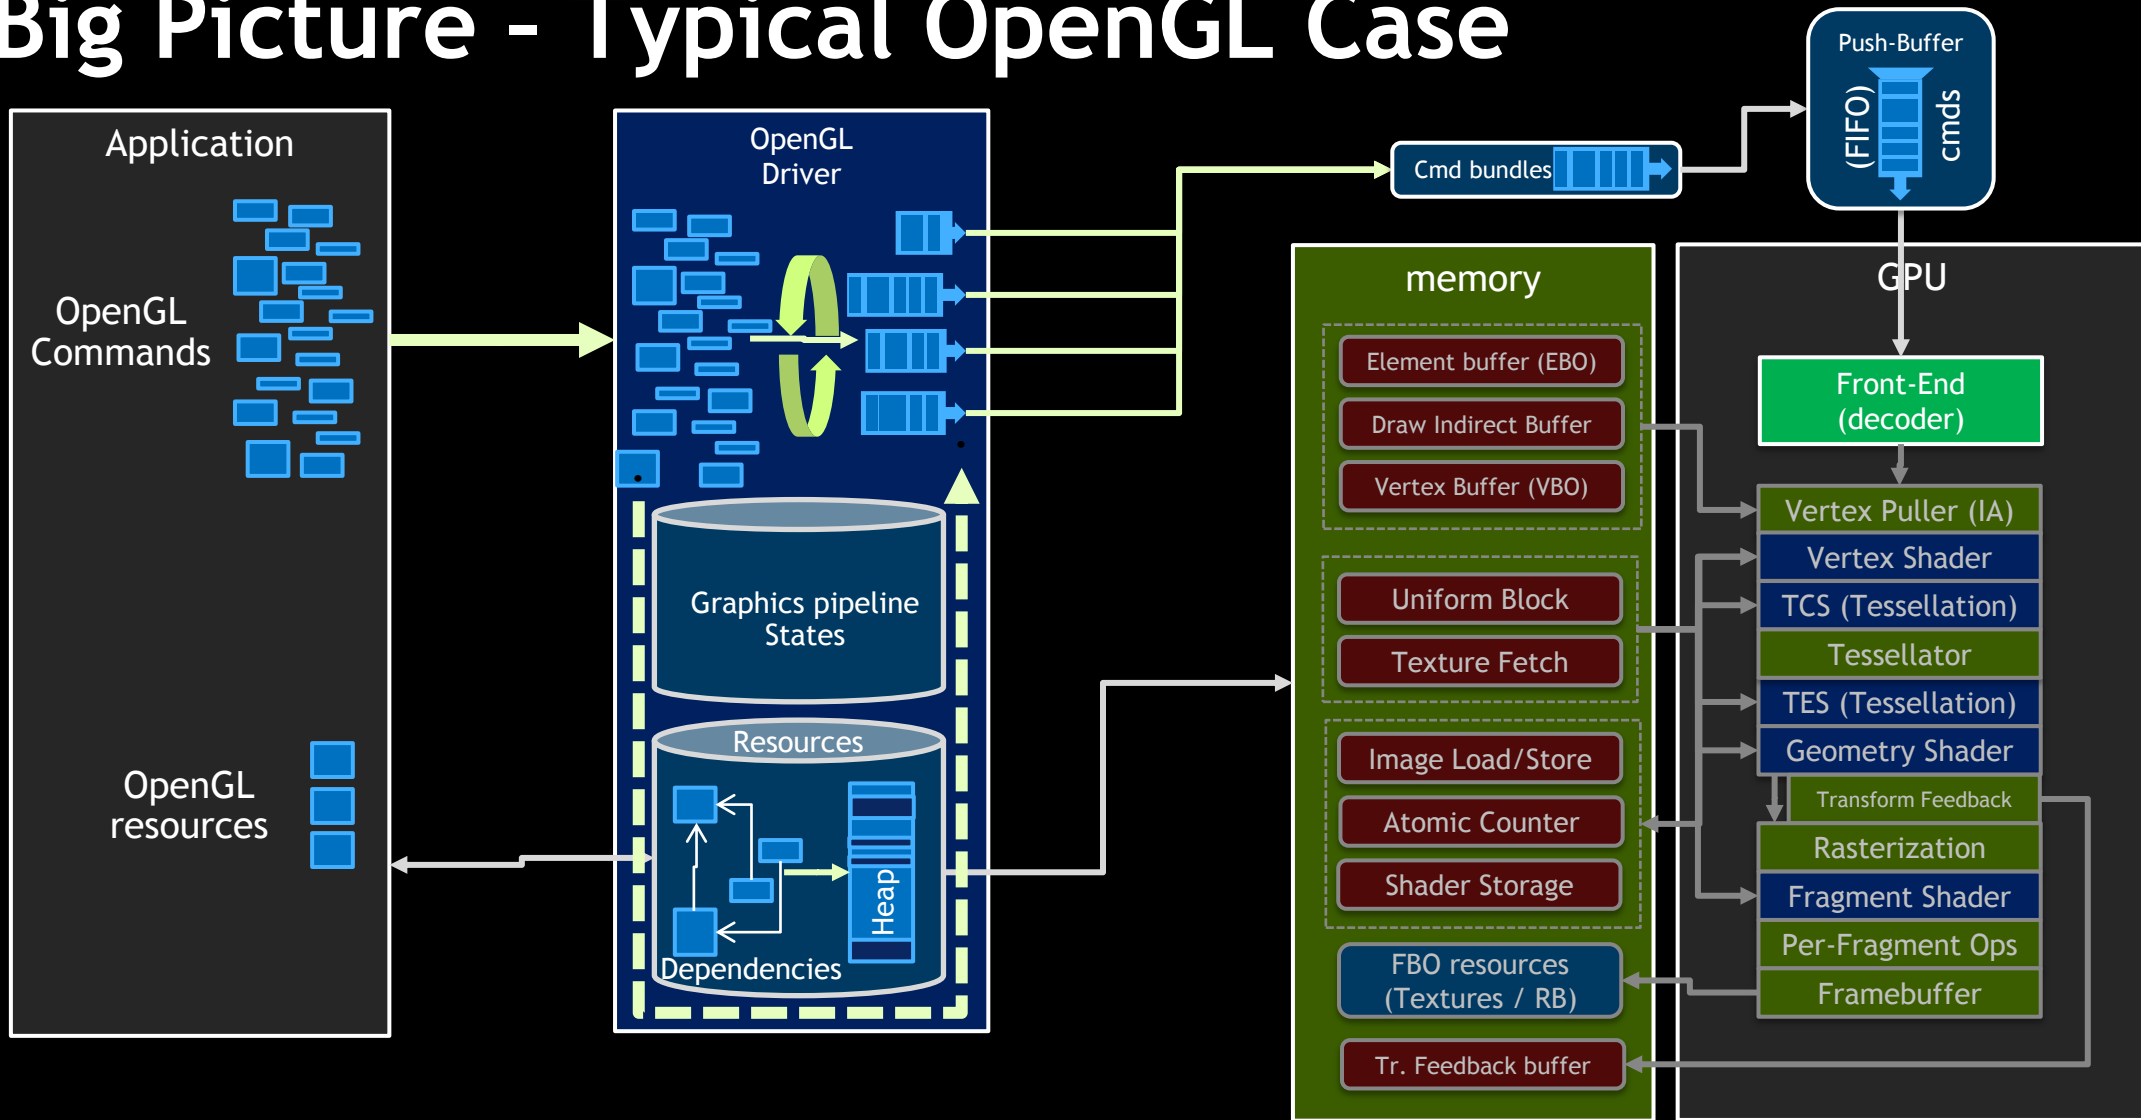 Big Picture - Typical OpenGL Case
Application
OpenGL
Commands
OpenGL
resources
OpenGL
Driver
Graphics pipeline
States
Resources
Heap
Dependencies
Cmd bundles
Push-Buffer
(FIFO)
cmds
memory
Element buffer (EBO)
Draw Indirect Buffer
Vertex Buffer (VBO)
Uniform Block
Texture Fetch
Image Load/Store
Atomic Counter
Shader Storage
FBO resources
(Textures / RB)
Tr. Feedback buffer
GPU
Front-End
(decoder)
Vertex Puller (IA)
Vertex Shader
TCS (Tessellation)
Tessellator
TES (Tessellation)
Geometry Shader
Transform Feedback
Rasterization
Fragment Shader
Per-Fragment Ops
Framebuffer